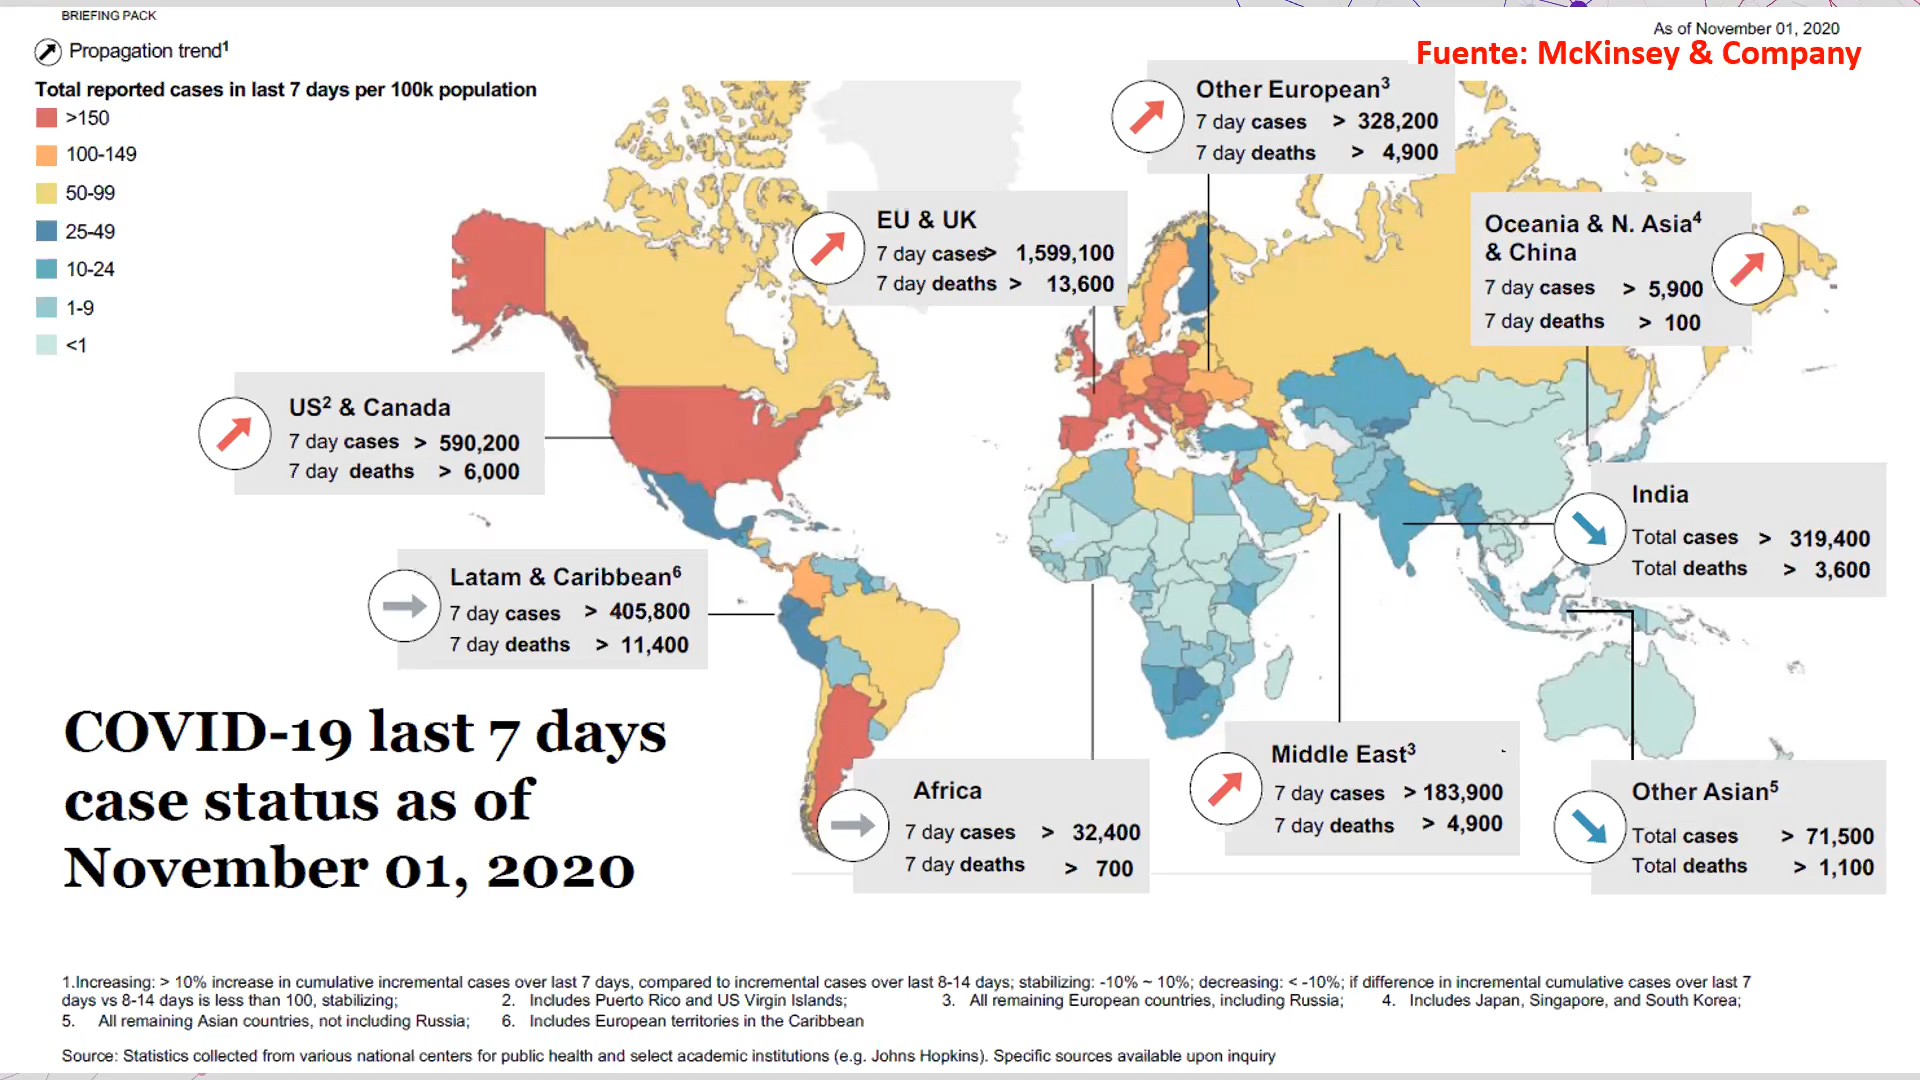 BRIEFING PACK
As of November 01, 2020
Fuente: McKinsey & Company
Propagation trend1
Total reported cases in last 7 days per 100k population
>150
100-149
50-99
25-49
10-24
1-9
<1
Other European3
7 day cases > 328,200
7 day deaths > 4,900
EU & UK
7 day cases> 1,599,100
7 day deaths > 13,600
Oceania & N. Asia4
& China
7 day cases > 5,900
7 day deaths > 100
US2 & Canada
7 day cases > 590,200
7 day deaths > 6,000
India
Total cases > 319,400
Total deaths > 3,600
Latam & Caribbean6
7 day cases > 405,800
7 day deaths > 11,400
COVID-19 last 7 days
case status as of
November 01, 2020
Africa
7 day cases > 32,400
7 day deaths > 700
Middle East3
7 day cases > 183,900
7 day deaths > 4,900
Other Asian5
Total cases > 71,500
Total deaths > 1,100
1.Increasing: > 10% increase in cumulative incremental cases over last 7 days, compared to incremental cases over last 8-14 days; stabilizing: -10% ~ 10%; decreasing: < -10%; if difference in incremental cumulative cases over last 7
days vs 8-14 days is less than 100, stabilizing; 2. Includes Puerto Rico and US Virgin Islands; 3. All remaining European countries, including Russia; 4. Includes Japan, Singapore, and South Korea;
5. All remaining Asian countries, not including Russia; 6. Includes European territories in the Caribbean
Source: Statistics collected from various national centers for public health and select academic institutions (e.g. Johns Hopkins). Specific sources available upon inquiry